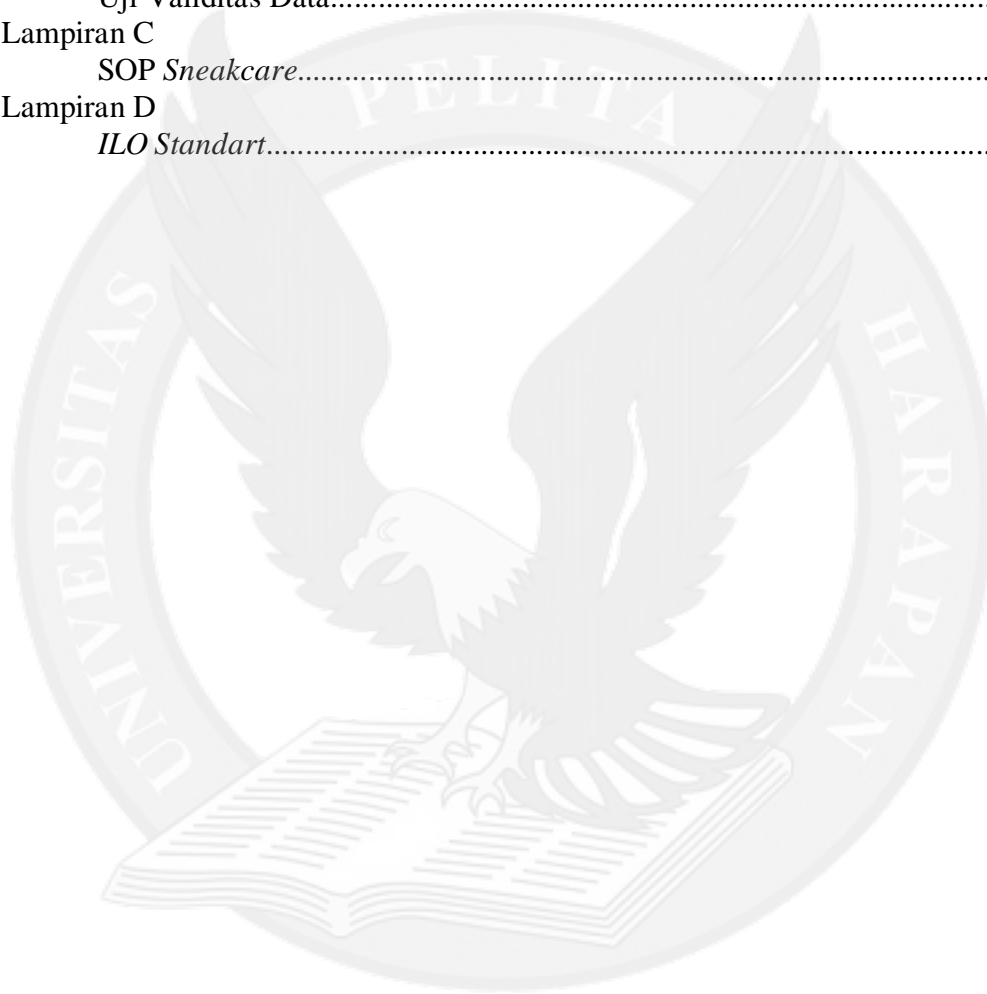 Uji Validitas Data
Lampiran C
SOP Sneakcare
Lampiran D
ILO Standart
UNIVERSITAS PELITA HARAPAN